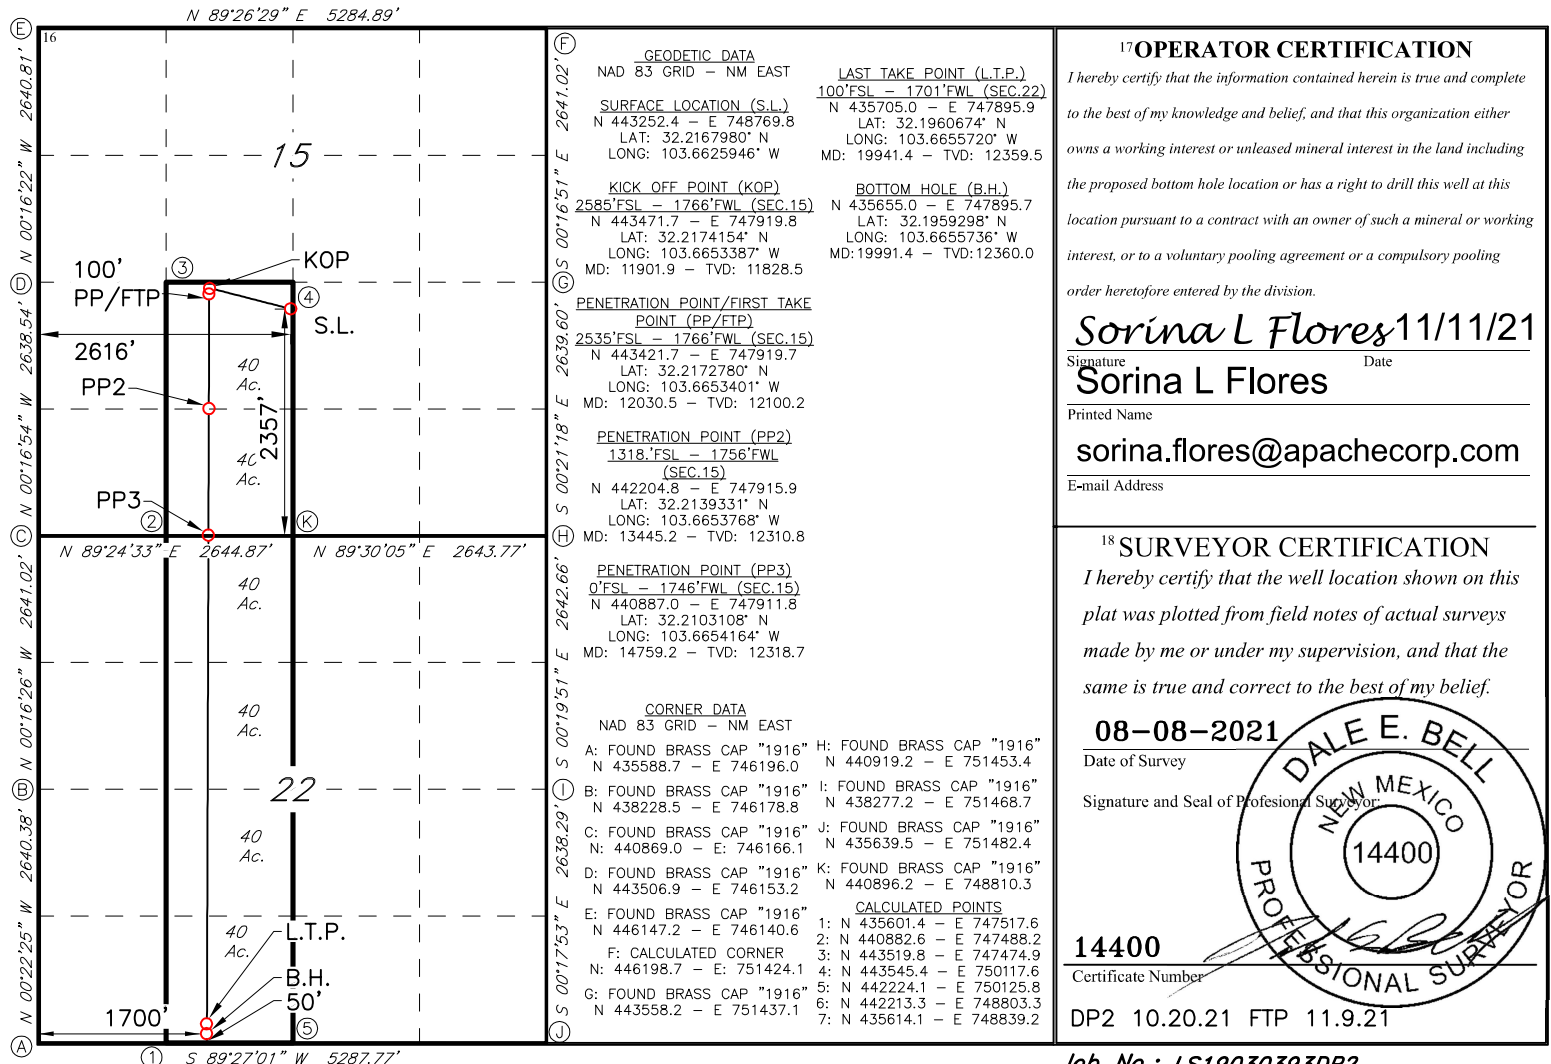 N 89°26'29" E 5284.89'
E
16
N 00°16'22" W 2640.81'
15
100'
PP/FTP
3
KOP
4
S.L.
D
2616'
N 00°16'54" W 2638.54'
40
Ac.
PP2
2357'
40
Ac.
PP3
2
K
C
N 89°24'33" E 2644.87'
N 89°30'05" E 2643.77'
40
Ac.
N 00°16'26" W 2641.02'
40
Ac.
B
22
40
Ac.
N 00°22'25" W 2640.38'
40
Ac.
L.T.P.
B.H.
50'
1700'
5
A
1
S 89°27'01" W 5287.77'
F
S 00°16'51" E 2641.02'
G
S 00°21'18" E 2639.60'
H
S 00°19'51" E 2642.66'
I
S 00°17'53" E 2638.29'
J
GEODETIC DATA
NAD 83 GRID – NM EAST
SURFACE LOCATION (S.L.)
N 443252.4 – E 748769.8
LAT: 32.2167980° N
LONG: 103.6625946° W
KICK OFF POINT (KOP)
2585'FSL – 1766'FWL (SEC.15)
N 443471.7 – E 747919.8
LAT: 32.2174154° N
LONG: 103.6653387° W
MD: 11901.9 – TVD: 11828.5
PENETRATION POINT/FIRST TAKE
POINT (PP/FTP)
2535'FSL – 1766'FWL (SEC.15)
N 443421.7 – E 747919.7
LAT: 32.2172780° N
LONG: 103.6653401° W
MD: 12030.5 – TVD: 12100.2
PENETRATION POINT (PP2)
1318.'FSL – 1756'FWL
(SEC.15)
N 442204.8 – E 747915.9
LAT: 32.2139331° N
LONG: 103.6653768° W
MD: 13445.2 – TVD: 12310.8
PENETRATION POINT (PP3)
0'FSL – 1746'FWL (SEC.15)
N 440887.0 – E 747911.8
LAT: 32.2103108° N
LONG: 103.6654164° W
MD: 14759.2 – TVD: 12318.7
LAST TAKE POINT (L.T.P.)
100'FSL – 1701'FWL (SEC.22)
N 435705.0 – E 747895.9
LAT: 32.1960674° N
LONG: 103.6655720° W
MD: 19941.4 – TVD: 12359.5
BOTTOM HOLE (B.H.)
N 435655.0 – E 747895.7
LAT: 32.1959298° N
LONG: 103.6655736° W
MD:19991.4 – TVD:12360.0
CORNER DATA
NAD 83 GRID – NM EAST
A: FOUND BRASS CAP "1916"
N 435588.7 – E 746196.0
B: FOUND BRASS CAP "1916"
N 438228.5 – E 746178.8
C: FOUND BRASS CAP "1916"
N: 440869.0 – E: 746166.1
D: FOUND BRASS CAP "1916"
N 443506.9 – E 746153.2
E: FOUND BRASS CAP "1916"
N 446147.2 – E 746140.6
F: CALCULATED CORNER
N: 446198.7 – E: 751424.1
G: FOUND BRASS CAP "1916"
N 443558.2 – E 751437.1
H: FOUND BRASS CAP "1916"
N 440919.2 – E 751453.4
I: FOUND BRASS CAP "1916"
N 438277.2 – E 751468.7
J: FOUND BRASS CAP "1916"
N 435639.5 – E 751482.4
K: FOUND BRASS CAP "1916"
N 440896.2 – E 748810.3
CALCULATED POINTS
1: N 435601.4 – E 747517.6
2: N 440882.6 – E 747488.2
3: N 443519.8 – E 747474.9
4: N 443545.4 – E 750117.6
5: N 442224.1 – E 750125.8
6: N 442213.3 – E 748803.3
7: N 435614.1 – E 748839.2
17 OPERATOR CERTIFICATION
I hereby certify that the information contained herein is true and complete
to the best of my knowledge and belief, and that this organization either
owns a working interest or unleased mineral interest in the land including
the proposed bottom hole location or has a right to drill this well at this
location pursuant to a contract with an owner of such a mineral or working
interest, or to a voluntary pooling agreement or a compulsory pooling
order heretofore entered by the division.
Sorina L Flores 11/11/21
Signature Date
Sorina L Flores
Printed Name
sorina.flores@apachecorp.com
E-mail Address
18 SURVEYOR CERTIFICATION
I hereby certify that the well location shown on this
plat was plotted from field notes of actual surveys
made by me or under my supervision, and that the
same is true and correct to the best of my belief.
08-08-2021
Date of Survey
Signature and Seal of Profesional Surveyor:
DALE E. BELL
NEW MEXICO
14400
PROFESSIONAL SURVEYOR
14400
Certificate Number
DP2 10.20.21 FTP 11.9.21
Job No.: LS19030393DP2